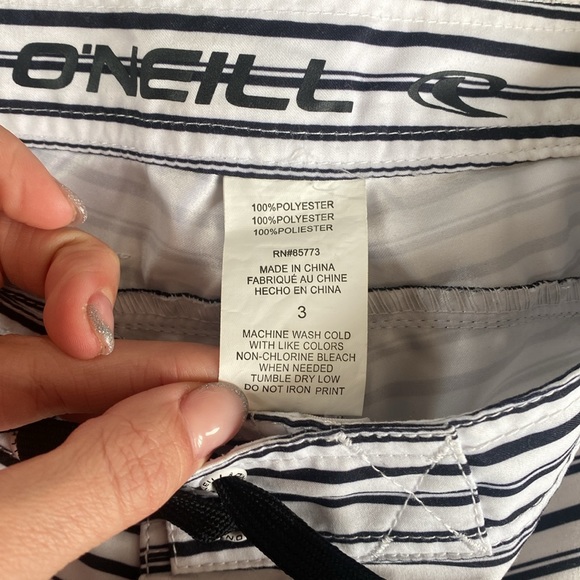 O'NEILL
100%POLYESTER
100%POLYESTER
100%POLIESTER
RN#85773
MADE IN CHINA
FABRIQUÉ AU CHINE
HECHO EN CHINA
3
MACHINE WASH COLD
WITH LIKE COLORS
NON-CHLORINE BLEACH
WHEN NEEDED
TUMBLE DRY LOW
DO NOT IRON PRINT